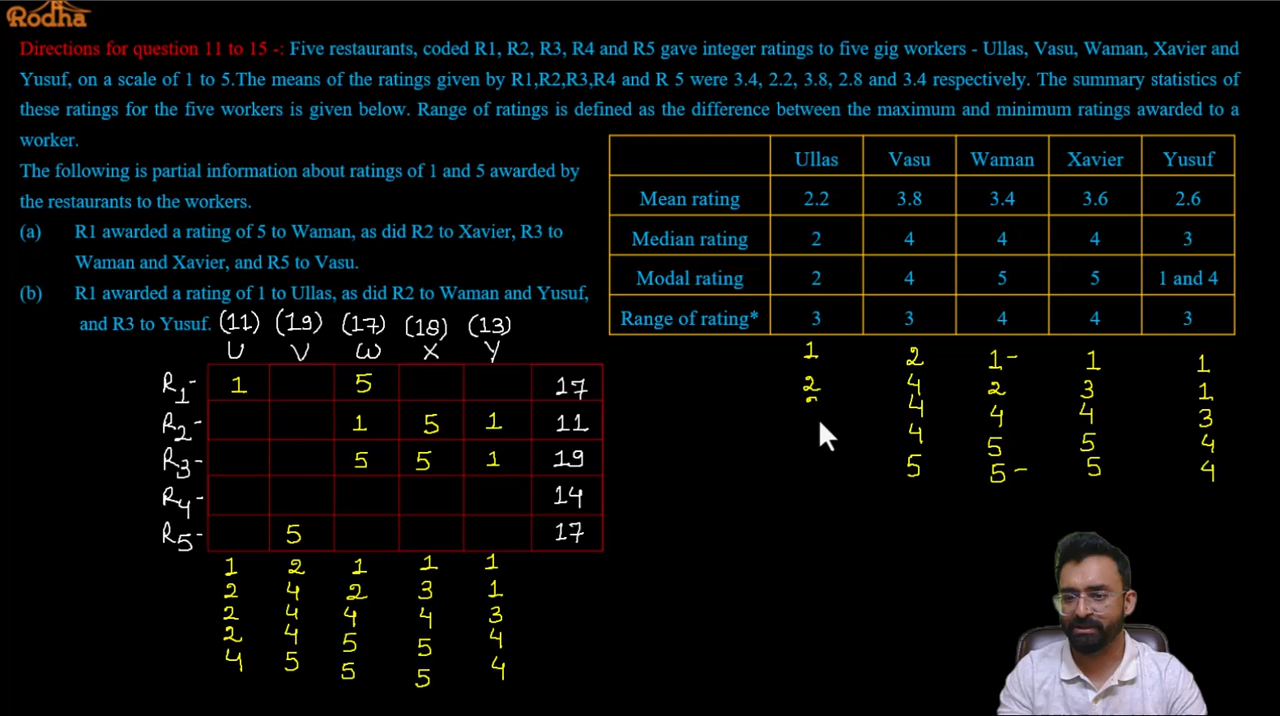 Rodha
Directions for question 11 to 15 -: Five restaurants, coded R1, R2, R3, R4 and R5 gave integer ratings to five gig workers - Ullas, Vasu, Waman, Xavier and
Yusuf, on a scale of 1 to 5.The means of the ratings given by R1,R2,R3,R4 and R 5 were 3.4, 2.2, 3.8, 2.8 and 3.4 respectively. The summary statistics of
these ratings for the five workers is given below. Range of ratings is defined as the difference between the maximum and minimum ratings awarded to a
worker.
The following is partial information about ratings of 1 and 5 awarded by
the restaurants to the workers.
(a) R1 awarded a rating of 5 to Waman, as did R2 to Xavier, R3 to
Waman and Xavier, and R5 to Vasu.
(b) R1 awarded a rating of 1 to Ullas, as did R2 to Waman and Yusuf,
and R3 to Yusuf.
Ullas Vasu Waman Xavier Yusuf
Mean rating 2.2 3.8 3.4 3.6 2.6
Median rating 2 4 4 4 3
Modal rating 2 4 5 5 1 and 4
Range of rating* 3 3 4 4 3
(11) (19) (17) (18) (13)
U V W X Y
R1- 1 5 17
R2- 1 5 1 11
R3- 5 5 1 19
R4- 14
R5- 5 17
1 2 1 1 1
2 4 2 3 1
2 4 4 4 3
2 4 5 5 4
4 5 5 5 4
1 2 1- 1 1
2 4 2 3 1
4 4 4 3
4 5 5 4
5 5- 5 4